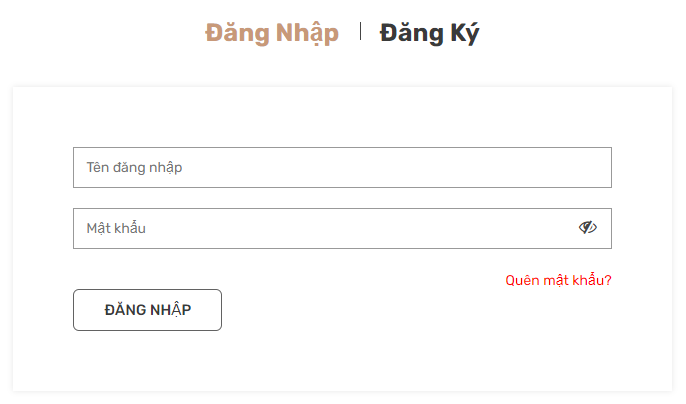 Đăng Nhập | Đăng Ký
Tên đăng nhập
Mật khẩu
Quên mật khẩu?
ĐĂNG NHẬP